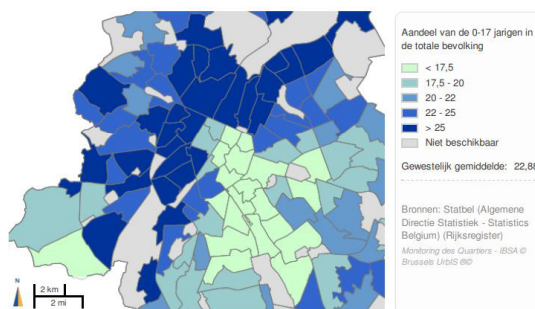 Aandeel van de 0-17 jarigen in
de totale bevolking
< 17,5
17,5 - 20
20 - 22
22 - 25
> 25
Niet beschikbaar
Gewestelijk gemiddelde: 22,88
Bronnen: Statbel (Algemene
Directie Statistiek - Statistics
Belgium) (Rijksregister)
Monitoring des Quartiers - IBSA ©
Brussels UrbIS ®©
N
2 km
2 mi